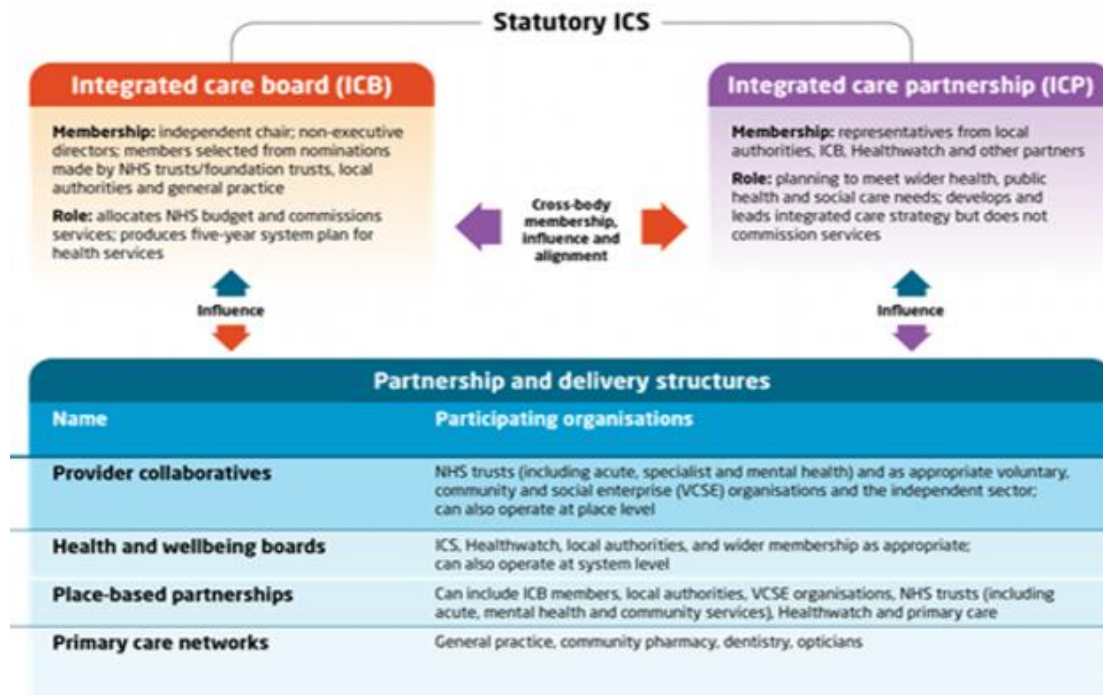 Statutory ICS
Integrated care board (ICB)
Membership: independent chair; non-executive
directors; members selected from nominations
made by NHS trusts/foundation trusts, local
authorities and general practice
Role: allocates NHS budget and commissions
services; produces five-year system plan for
health services
Cross-body
membership,
influence and
alignment
Integrated care partnership (ICP)
Membership: representatives from local
authorities, ICB, Healthwatch and other partners
Role: planning to meet wider health, public
health and social care needs; develops and
leads integrated care strategy but does not
commission services
Influence
Influence
Partnership and delivery structures
Name
Participating organisations
Provider collaboratives
NHS trusts (including acute, specialist and mental health) and as appropriate voluntary,
community and social enterprise (VCSE) organisations and the independent sector;
can also operate at place level
Health and wellbeing boards
ICS, Healthwatch, local authorities, and wider membership as appropriate;
can also operate at system level
Place-based partnerships
Can include ICB members, local authorities, VCSE organisations, NHS trusts (including
acute, mental health and community services), Healthwatch and primary care
Primary care networks
General practice, community pharmacy, dentistry, opticians